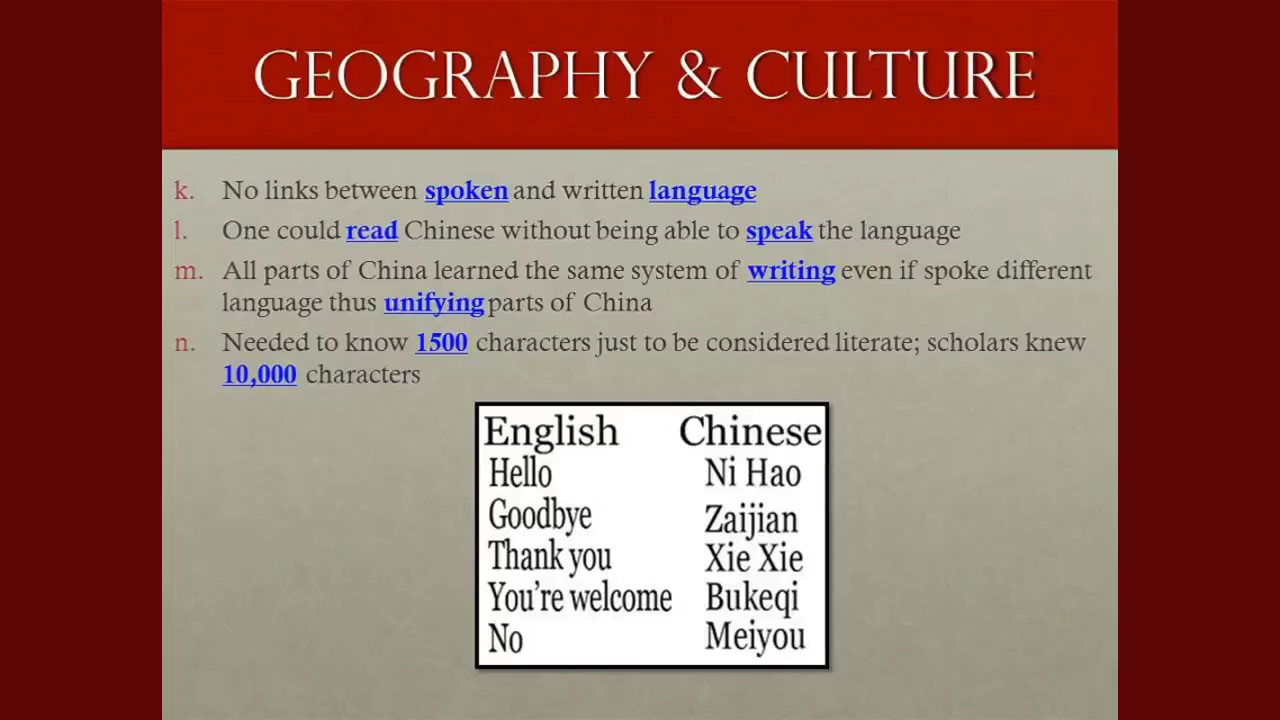 GEOGRAPHY & CULTURE
k. No links between spoken and written language
l. One could read Chinese without being able to speak the language
m. All parts of China learned the same system of writing even if spoke different
language thus unifying parts of China
n. Needed to know 1500 characters just to be considered literate; scholars knew
10,000 characters
English Chinese
Hello Ni Hao
Goodbye Zaijian
Thank you Xie Xie
You're welcome Bukeqi
No Meiyou